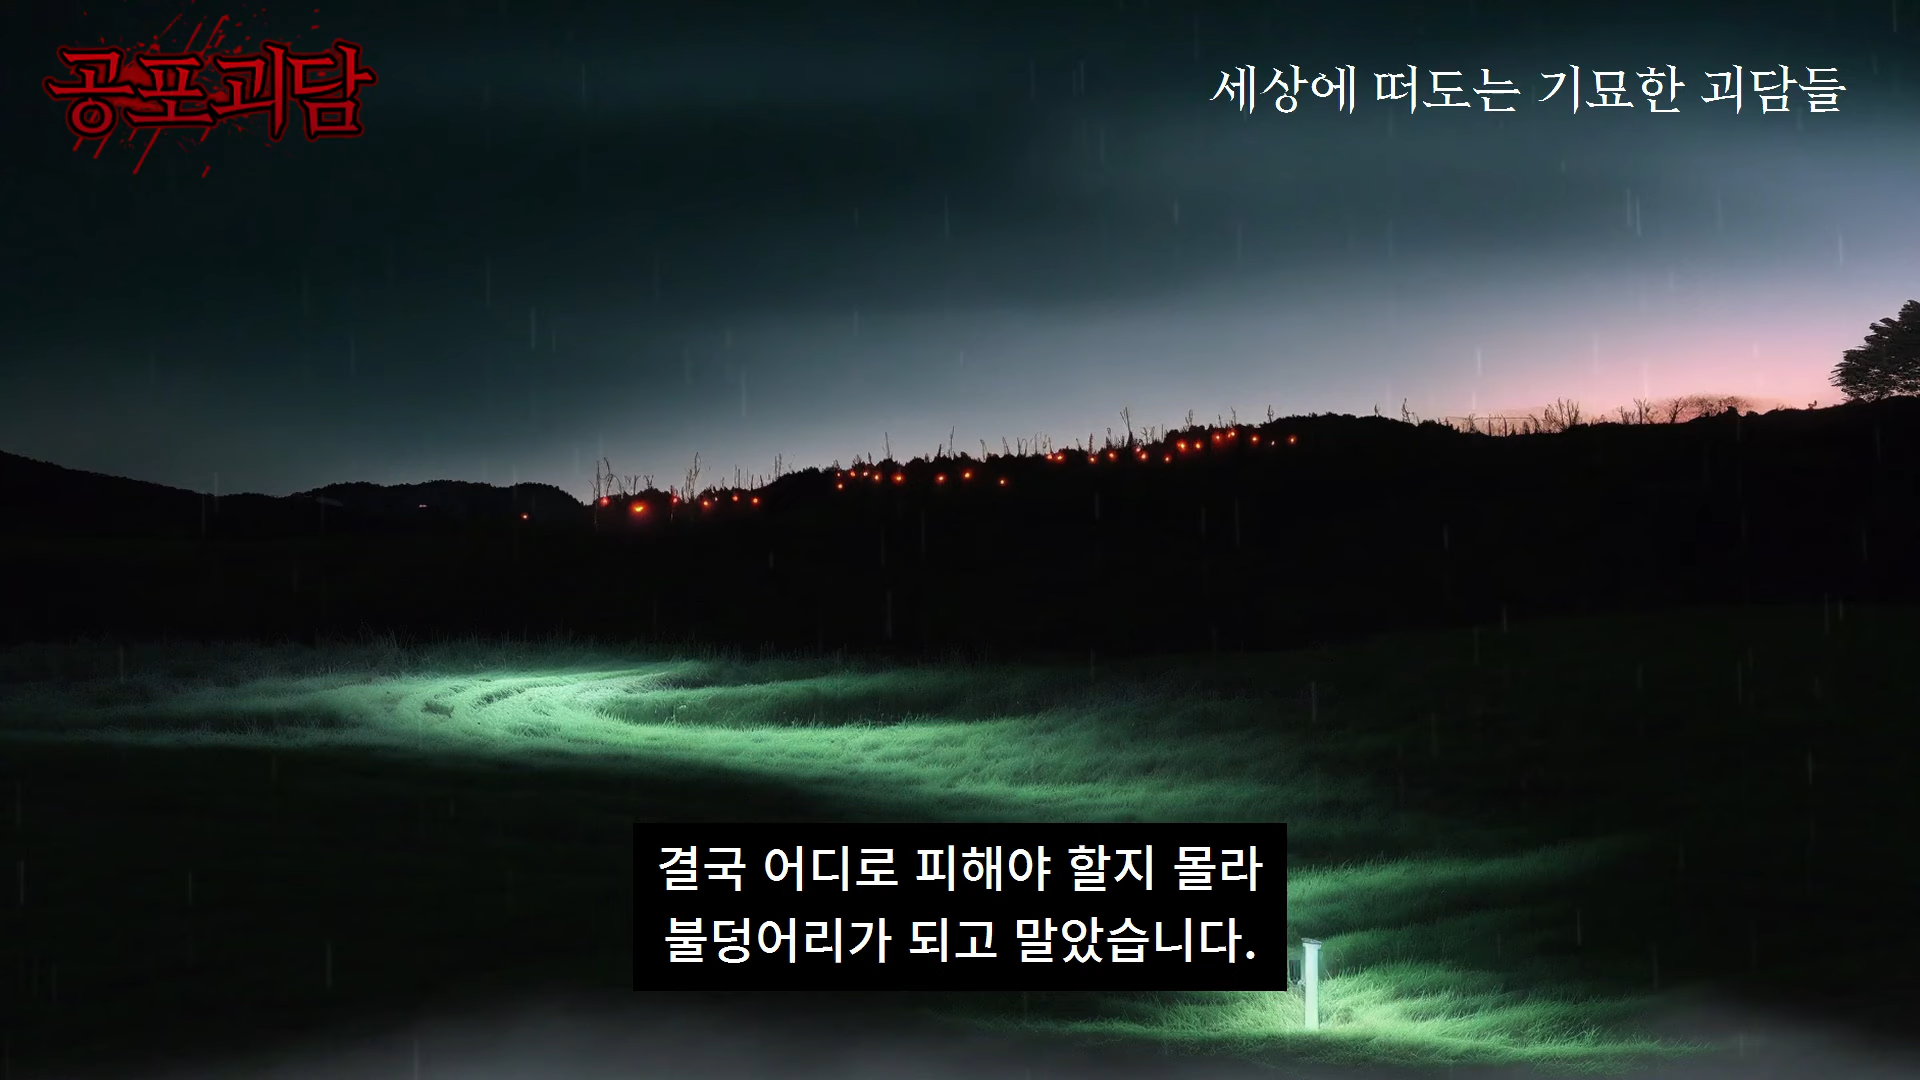 공포괴담
세상에 떠도는 기묘한 괴담들
결국 어디로 피해야 할지 몰라
불덩어리가 되고 말았습니다.